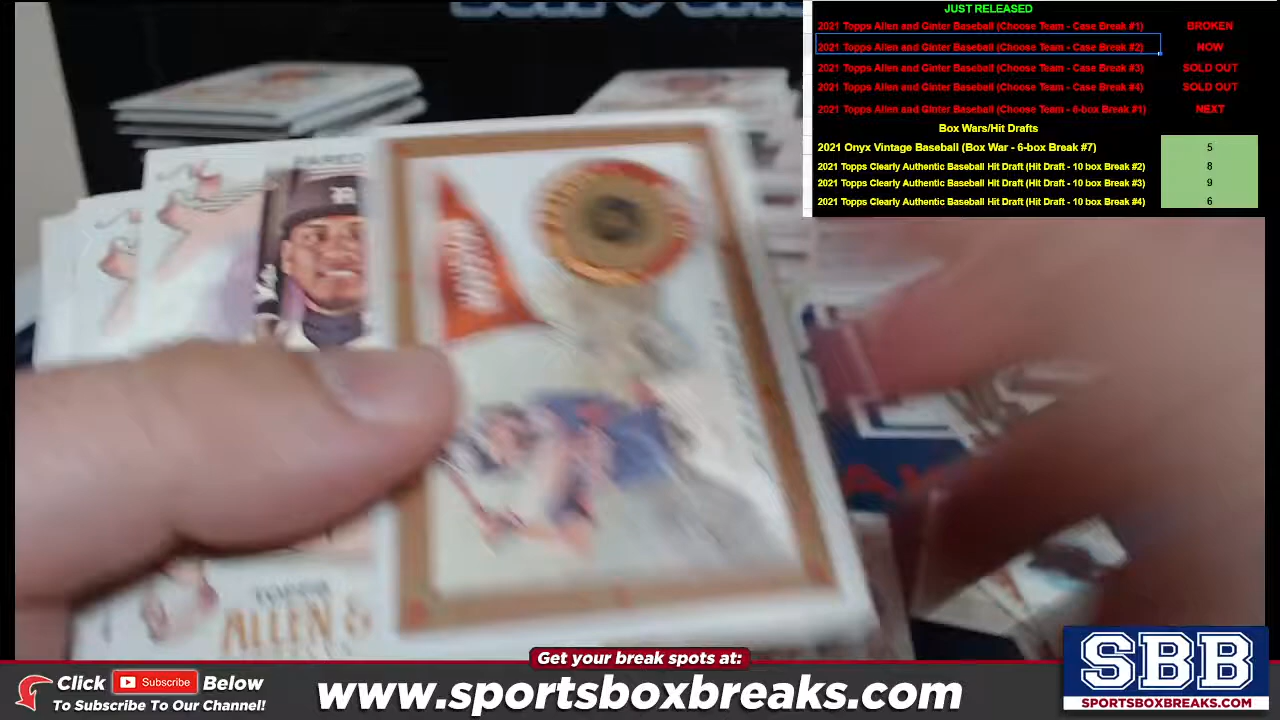 JUST RELEASED
2021 Topps Allen and Ginter Baseball (Choose Team - Case Break #1) BROKEN
2021 Topps Allen and Ginter Baseball (Choose Team - Case Break #2) NOW
2021 Topps Allen and Ginter Baseball (Choose Team - Case Break #3) SOLD OUT
2021 Topps Allen and Ginter Baseball (Choose Team - Case Break #4) SOLD OUT
2021 Topps Allen and Ginter Baseball (Choose Team - 6-box Break #1) NEXT
Box Wars/Hit Drafts
2021 Onyx Vintage Baseball (Box War - 6-box Break #7) 5
2021 Topps Clearly Authentic Baseball Hit Draft (Hit Draft - 10 box Break #2) 8
2021 Topps Clearly Authentic Baseball Hit Draft (Hit Draft - 10 box Break #3) 9
2021 Topps Clearly Authentic Baseball Hit Draft (Hit Draft - 10 box Break #4) 6
TOPPS
ALLEN &
Get your break spots at:
Click Subscribe Below
To Subscribe To Our Channel!
www.sportsboxbreaks.com
SBB
SPORTSBOXBREAKS.COM